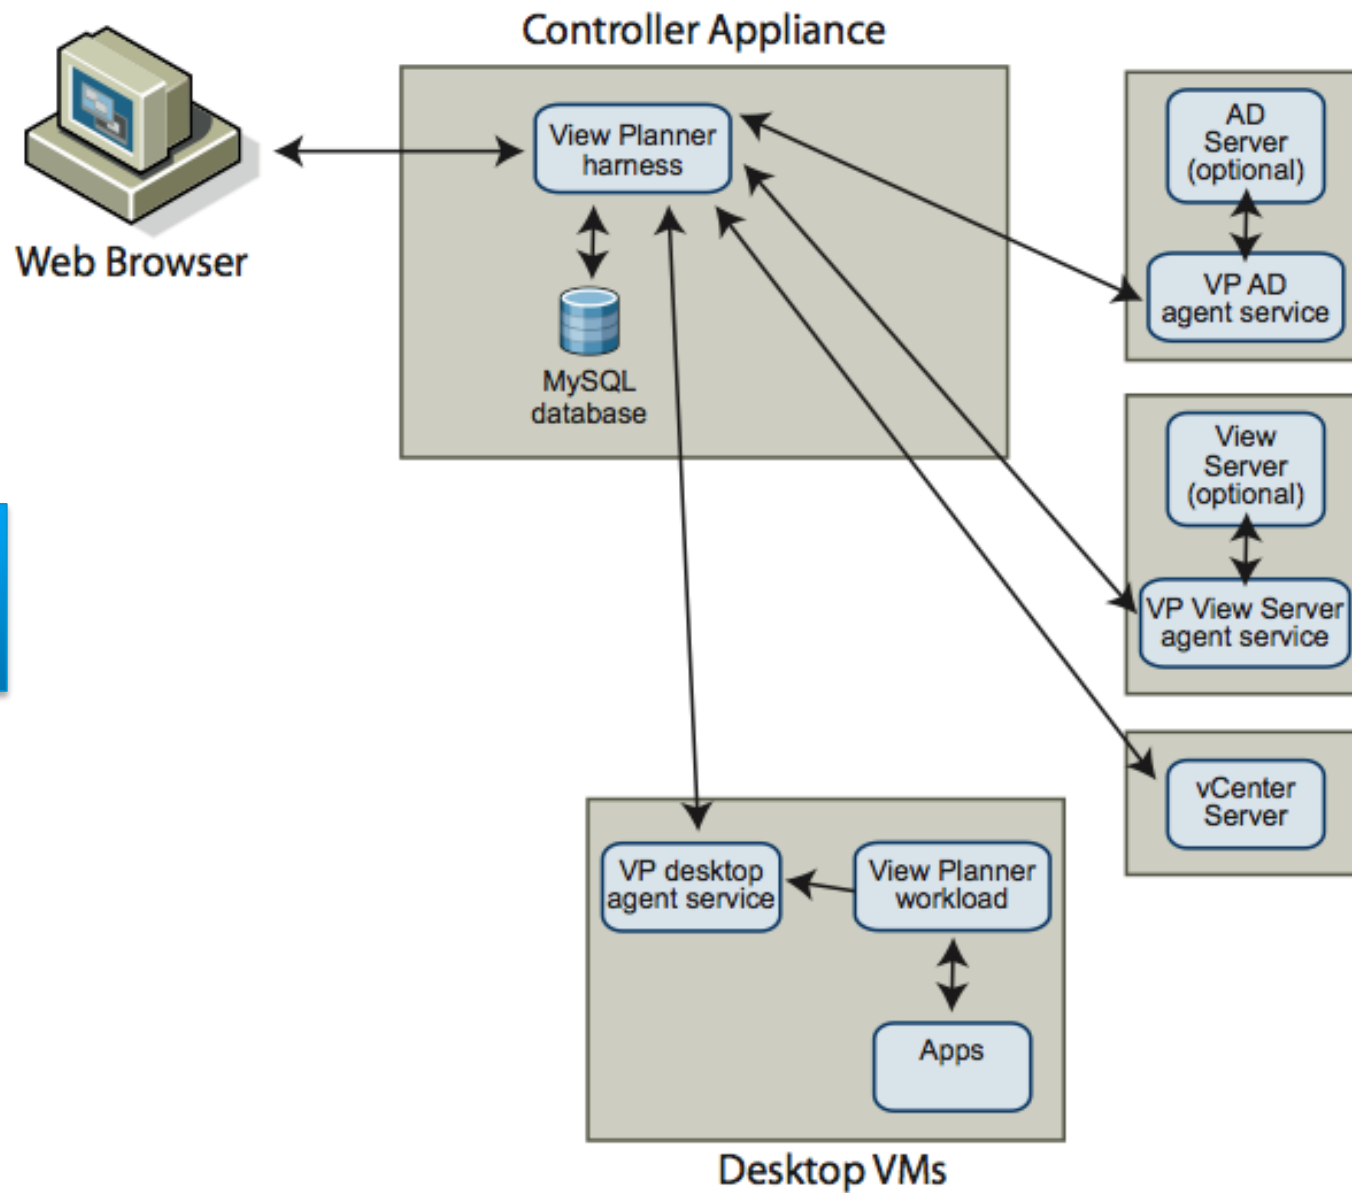 Controller Appliance
View Planner
harness
MySQL
database
Web Browser
AD
Server
(optional)
VP AD
agent service
View
Server
(optional)
VP View Server
agent service
vCenter
Server
VP desktop
agent service
View Planner
workload
Apps
Desktop VMs